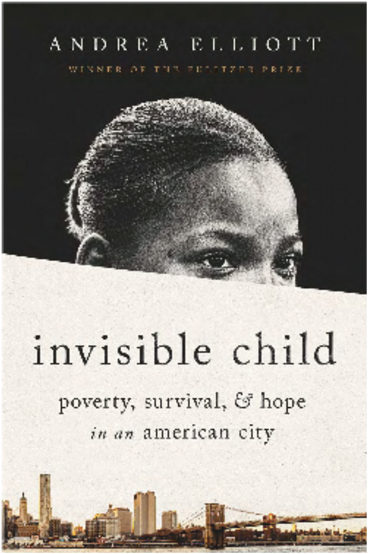 ANDREA ELLIOTT
WINNER OF THE PULITZER PRIZE
invisible child
poverty, survival, & hope
in an american city